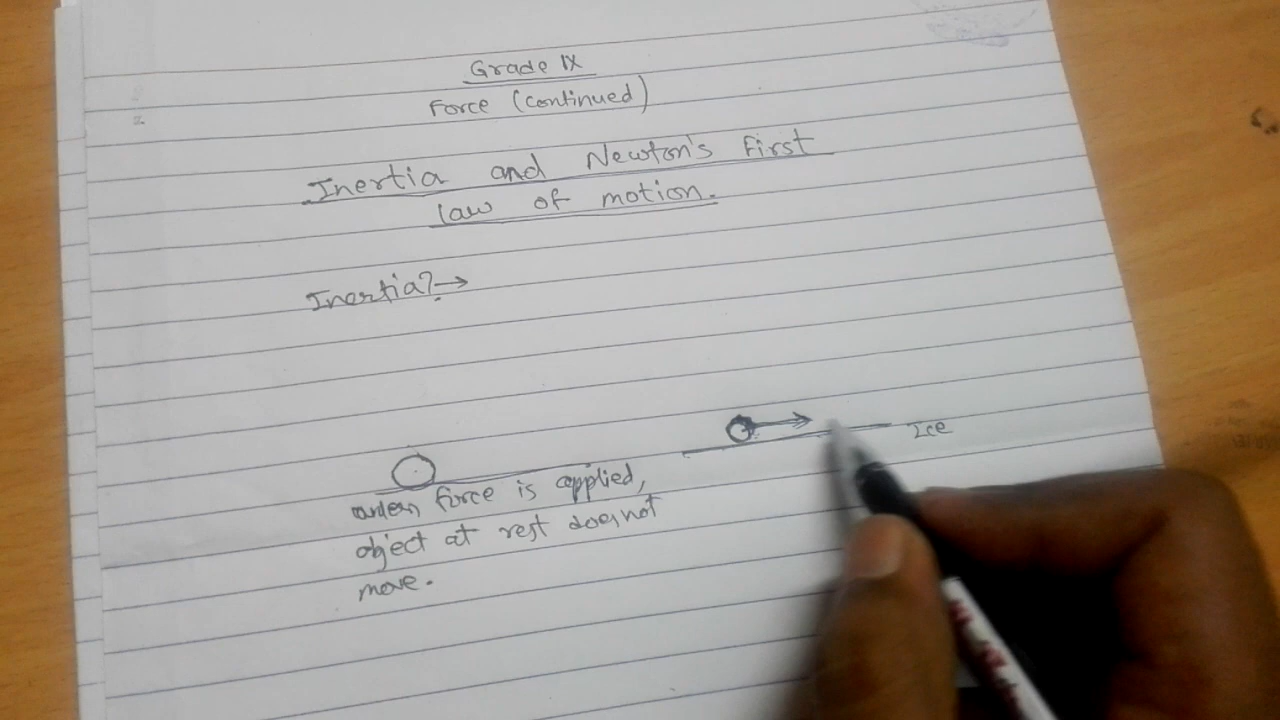 Grade IX
Force (Continued)
Inertia and Newton's First
law of motion.
Inertia? →
Ice
force is applied,
object at rest does not
move.